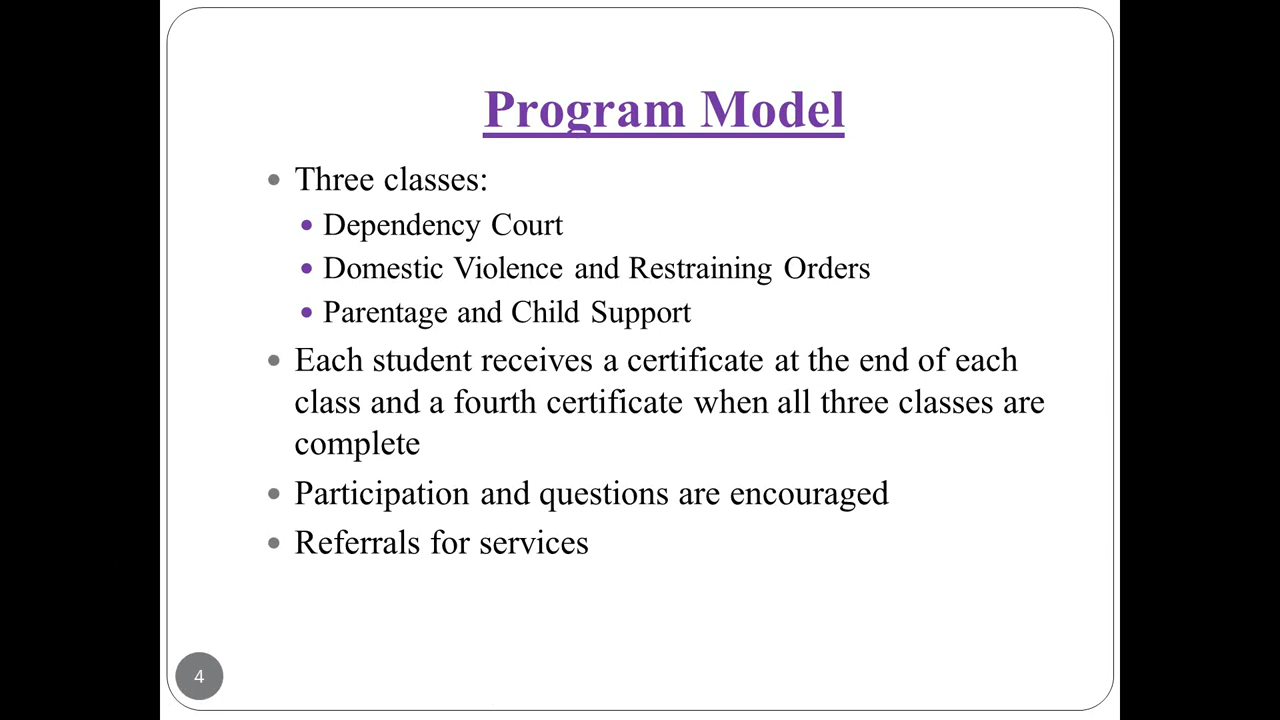 Program Model
Three classes:
Dependency Court
Domestic Violence and Restraining Orders
Parentage and Child Support
Each student receives a certificate at the end of each
class and a fourth certificate when all three classes are
complete
Participation and questions are encouraged
Referrals for services
4